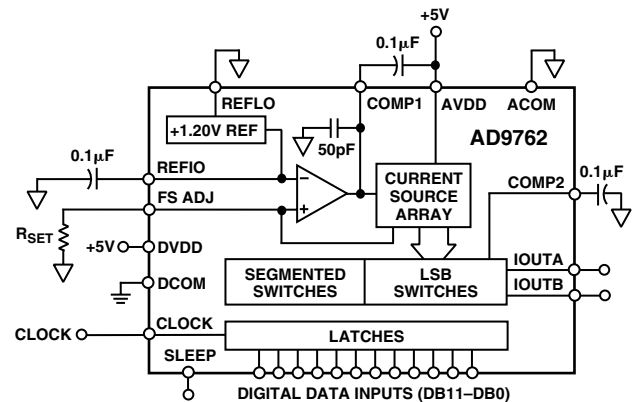 +5V
0.1µF
REFLO
COMP1
AVDD
ACOM
+1.20V REF
50pF
AD9762
0.1µF
REFIO
CURRENT
SOURCE
ARRAY
COMP2
0.1µF
FS ADJ
RSET
+5V
DVDD
DCOM
SEGMENTED
SWITCHES
LSB
SWITCHES
IOUTA
IOUTB
CLOCK
CLOCK
LATCHES
SLEEP
DIGITAL DATA INPUTS (DB11–DB0)